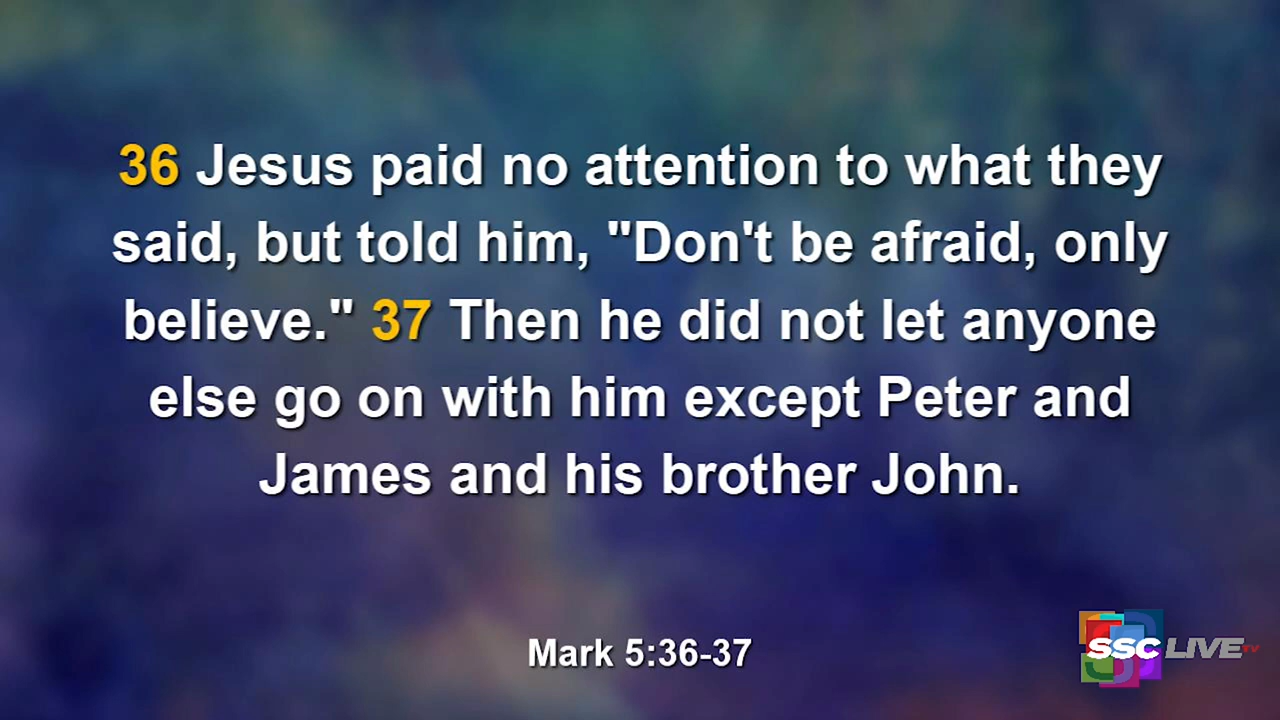 36 Jesus paid no attention to what they
said, but told him, "Don't be afraid, only
believe." 37 Then he did not let anyone
else go on with him except Peter and
James and his brother John.
Mark 5:36-37
SSC LIVE TV